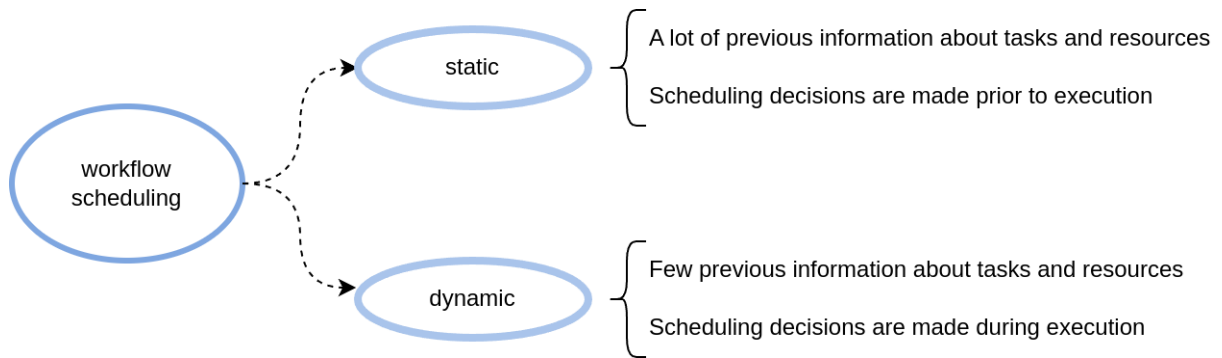 workflow
scheduling
static
A lot of previous information about tasks and resources
Scheduling decisions are made prior to execution
dynamic
Few previous information about tasks and resources
Scheduling decisions are made during execution